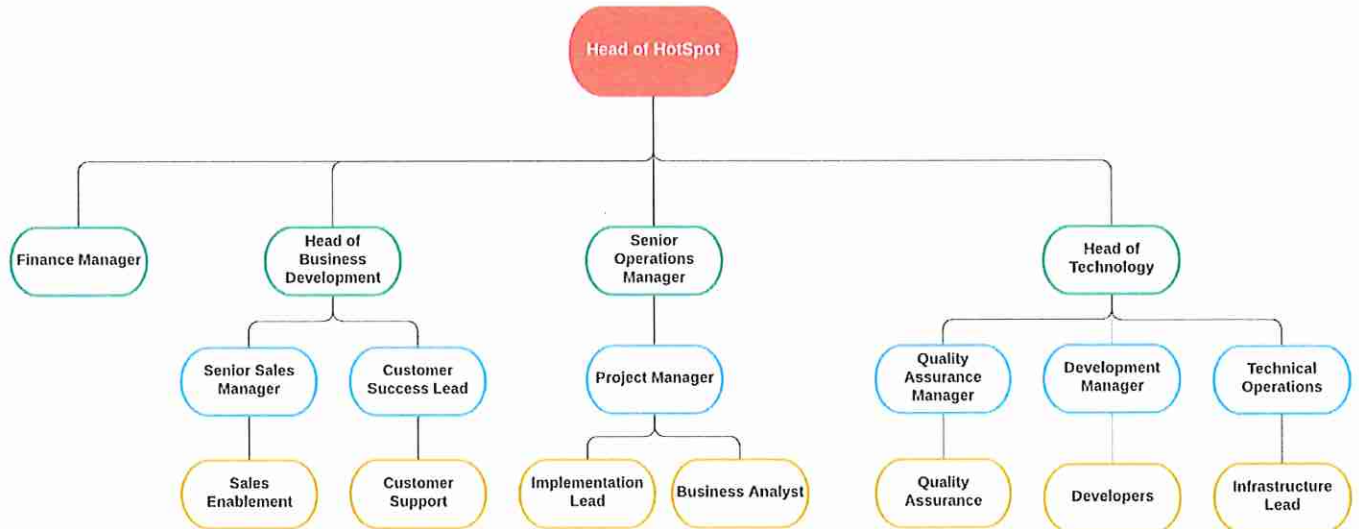 Head of HotSpot
Finance Manager
Head of
Business
Development
Senior
Operations
Manager
Head of
Technology
Senior Sales
Manager
Customer
Success Lead
Project Manager
Quality
Assurance
Manager
Development
Manager
Technical
Operations
Sales
Enablement
Customer
Support
Implementation
Lead
Business Analyst
Quality
Assurance
Developers
Infrastructure
Lead